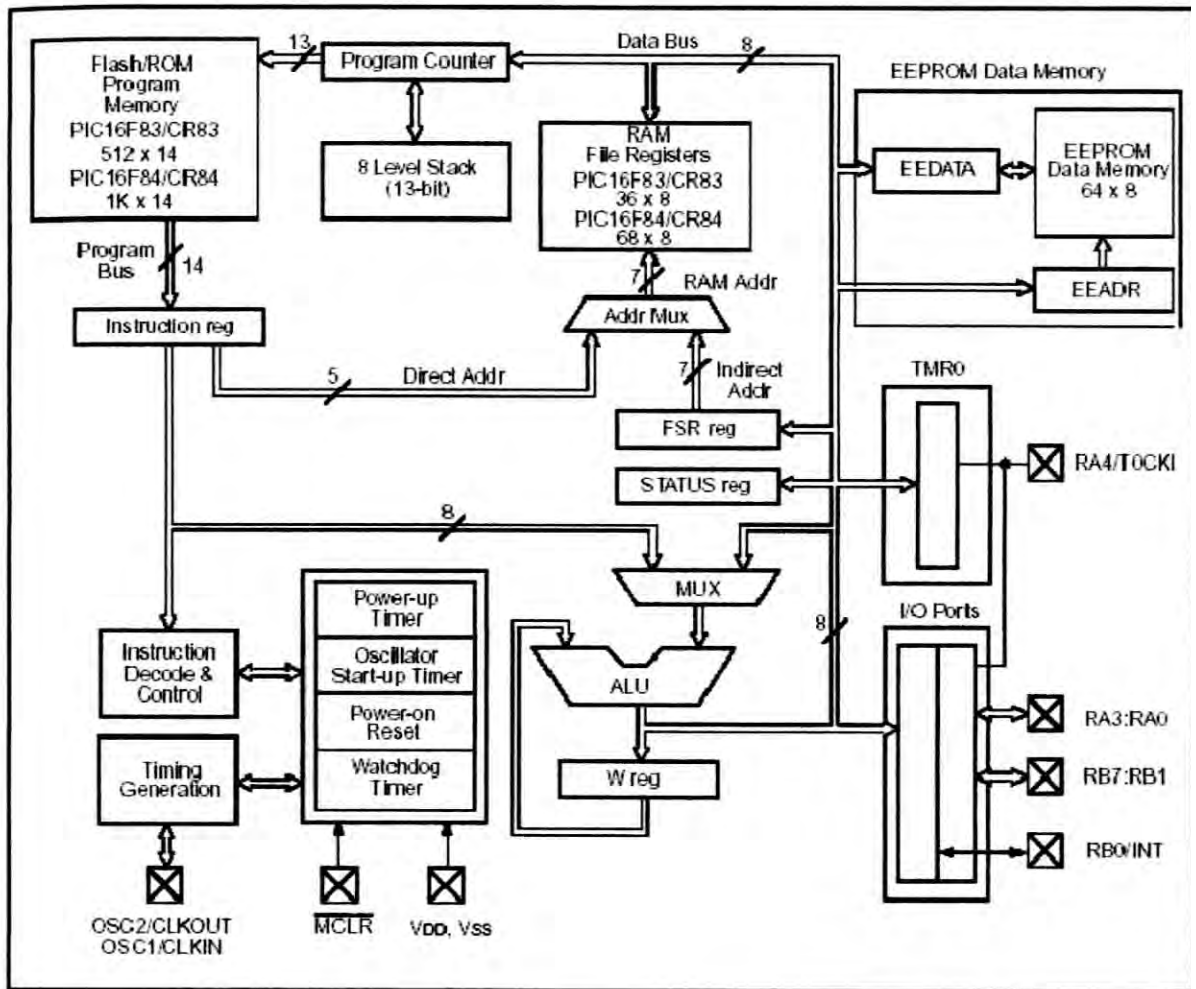 Flash/ROM
Program
Memory
PIC16F83/CR83
512 x 14
PIC16F84/CR84
1K x 14
13
Program Counter
8 Level Stack
(13-bit)
Data Bus
8
RAM
File Registers
PIC16F83/CR83
36 x 8
PIC16F84/CR84
68 x 8
EEPROM Data Memory
EEDATA
EEPROM
Data Memory
64 x 8
EEADR
Program
Bus
14
Instruction reg
7
RAM Addr
Addr Mux
5
Direct Addr
7
Indirect
Addr
FSR reg
STATUS reg
TMR0
RA4/T0CKI
8
MUX
8
I/O Ports
Power-up
Timer
Oscillator
Start-up Timer
Power-on
Reset
Watchdog
Timer
Instruction
Decode &
Control
Timing
Generation
ALU
W reg
RA3:RA0
RB7:RB1
RB0/INT
OSC2/CLKOUT
OSC1/CLKIN
MCLR
VDD, VSS